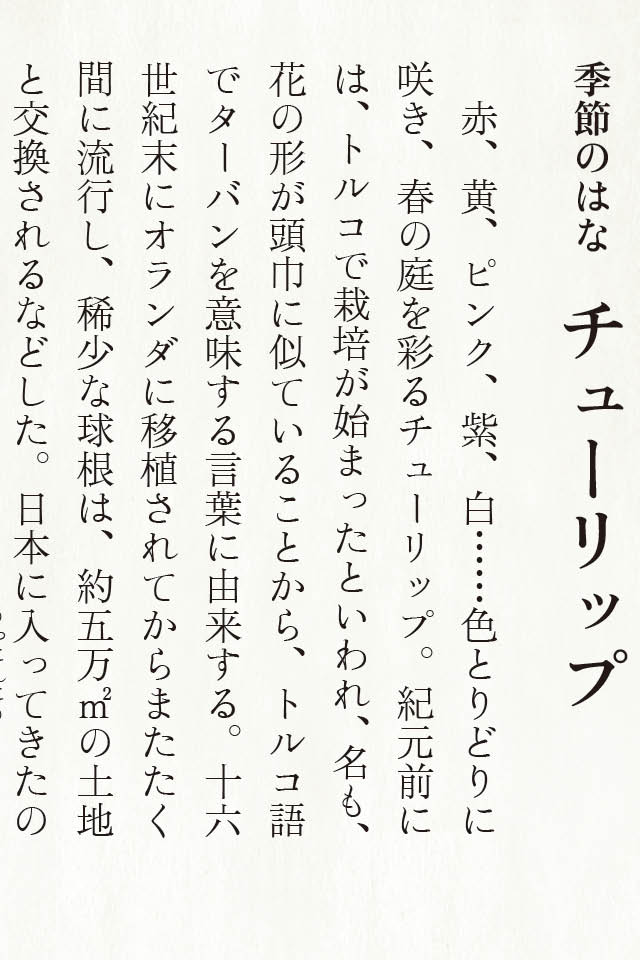 季節のはな チューリップ
赤、黄、ピンク、紫、白……色とりどりに
咲き、春の庭を彩るチューリップ。紀元前に
は、トルコで栽培が始まったといわれ、名も、
花の形が頭巾に似ていることから、トルコ語
でターバンを意味する言葉に由来する。十六
世紀末にオランダに移植されてからまたたく
間に流行し、稀少な球根は、約五万㎡の土地
と交換されるなどした。日本に入ってきたの